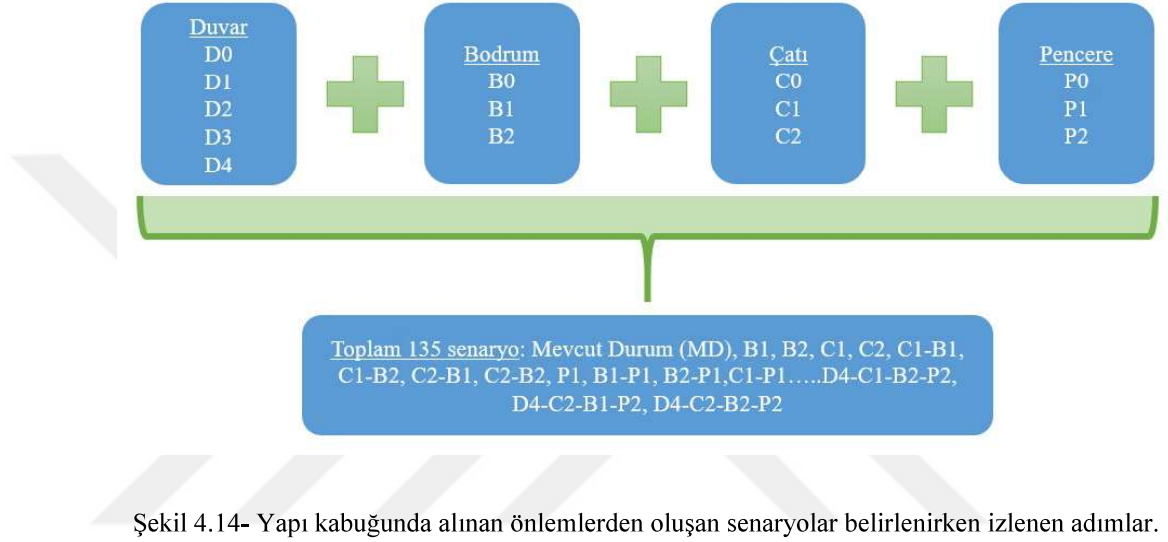 Duvar
D0
D1
D2
D3
D4
Bodrum
B0
B1
B2
Çatı
C0
C1
C2
Pencere
P0
P1
P2
Toplam 135 senaryo: Mevcut Durum (MD), B1, B2, C1, C2, C1-B1,
C1-B2, C2-B1, C2-B2, P1, B1-P1, B2-P1,C1-P1…..D4-C1-B2-P2,
D4-C2-B1-P2, D4-C2-B2-P2
Şekil 4.14- Yapı kabuğunda alınan önlemlerden oluşan senaryolar belirlenirken izlenen adımlar.